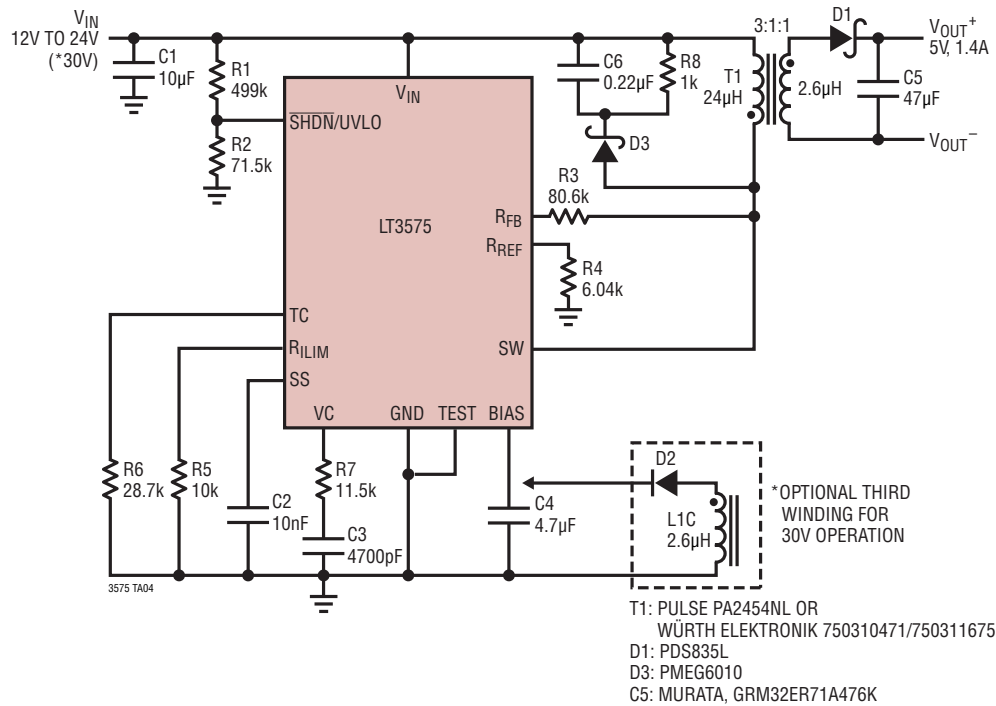 VIN
12V TO 24V
(*30V)
C1
10µF
R1
499k
R2
71.5k
VIN
SHDN/UVLO
LT3575
RFB
RREF
SW
TC
RILIM
SS
VC
GND
TEST
BIAS
C6
0.22µF
R8
1k
D3
R3
80.6k
R4
6.04k
3:1:1
T1
24µH
2.6µH
D1
VOUT+
5V, 1.4A
C5
47µF
VOUT–
R6
28.7k
R5
10k
C2
10nF
R7
11.5k
C3
4700pF
C4
4.7µF
D2
L1C
2.6µH
*OPTIONAL THIRD
WINDING FOR
30V OPERATION
3575 TA04
T1: PULSE PA2454NL OR
WÜRTH ELEKTRONIK 750310471/750311675
D1: PDS835L
D3: PMEG6010
C5: MURATA, GRM32ER71A476K